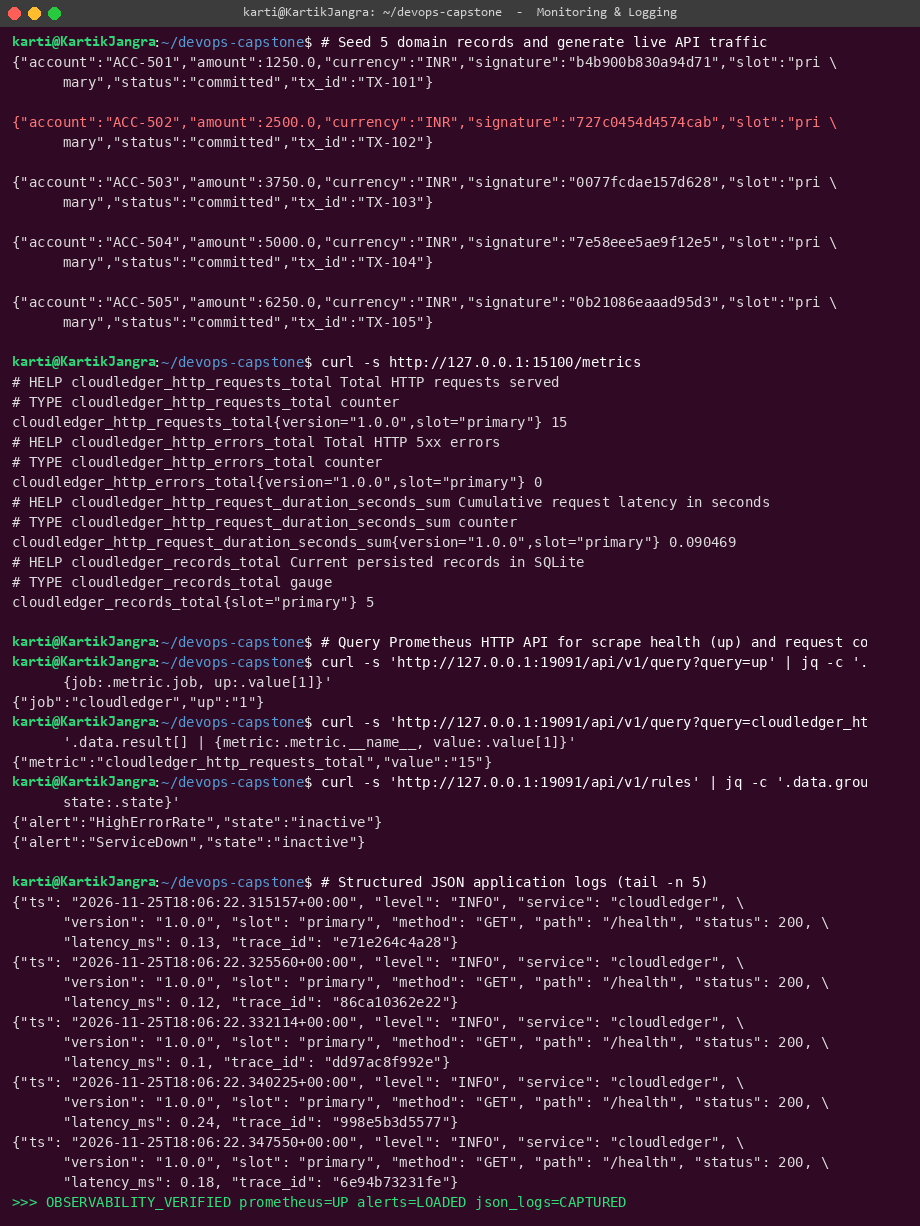 karti@KartikJangra: ~/devops-capstone  -  Monitoring & Logging
karti@KartikJangra:~/devops-capstone$ # Seed 5 domain records and generate live API traffic
{"account":"ACC-501","amount":1250.0,"currency":"INR","signature":"b4b900b830a94d71","slot":"pri \
mary","status":"committed","tx_id":"TX-101"}
{"account":"ACC-502","amount":2500.0,"currency":"INR","signature":"727c0454d4574cab","slot":"pri \
mary","status":"committed","tx_id":"TX-102"}
{"account":"ACC-503","amount":3750.0,"currency":"INR","signature":"0077fcdae157d628","slot":"pri \
mary","status":"committed","tx_id":"TX-103"}
{"account":"ACC-504","amount":5000.0,"currency":"INR","signature":"7e58eee5ae9f12e5","slot":"pri \
mary","status":"committed","tx_id":"TX-104"}
{"account":"ACC-505","amount":6250.0,"currency":"INR","signature":"0b21086eaaad95d3","slot":"pri \
mary","status":"committed","tx_id":"TX-105"}
karti@KartikJangra:~/devops-capstone$ curl -s http://127.0.0.1:15100/metrics
# HELP cloudledger_http_requests_total Total HTTP requests served
# TYPE cloudledger_http_requests_total counter
cloudledger_http_requests_total{version="1.0.0",slot="primary"} 15
# HELP cloudledger_http_errors_total Total HTTP 5xx errors
# TYPE cloudledger_http_errors_total counter
cloudledger_http_errors_total{version="1.0.0",slot="primary"} 0
# HELP cloudledger_http_request_duration_seconds_sum Cumulative request latency in seconds
# TYPE cloudledger_http_request_duration_seconds_sum counter
cloudledger_http_request_duration_seconds_sum{version="1.0.0",slot="primary"} 0.090469
# HELP cloudledger_records_total Current persisted records in SQLite
# TYPE cloudledger_records_total gauge
cloudledger_records_total{slot="primary"} 5
karti@KartikJangra:~/devops-capstone$ # Query Prometheus HTTP API for scrape health (up) and request co
karti@KartikJangra:~/devops-capstone$ curl -s 'http://127.0.0.1:19091/api/v1/query?query=up' | jq -c '.
{job:.metric.job, up:.value[1]}'
{"job":"cloudledger","up":"1"}
karti@KartikJangra:~/devops-capstone$ curl -s 'http://127.0.0.1:19091/api/v1/query?query=cloudledger_ht
'.data.result[] | {metric:.metric.__name__, value:.value[1]}'
{"metric":"cloudledger_http_requests_total","value":"15"}
karti@KartikJangra:~/devops-capstone$ curl -s 'http://127.0.0.1:19091/api/v1/rules' | jq -c '.data.grou
state:.state}'
{"alert":"HighErrorRate","state":"inactive"}
{"alert":"ServiceDown","state":"inactive"}
karti@KartikJangra:~/devops-capstone$ # Structured JSON application logs (tail -n 5)
{"ts": "2026-11-25T18:06:22.315157+00:00", "level": "INFO", "service": "cloudledger", \
"version": "1.0.0", "slot": "primary", "method": "GET", "path": "/health", "status": 200, \
"latency_ms": 0.13, "trace_id": "e71e264c4a28"}
{"ts": "2026-11-25T18:06:22.325560+00:00", "level": "INFO", "service": "cloudledger", \
"version": "1.0.0", "slot": "primary", "method": "GET", "path": "/health", "status": 200, \
"latency_ms": 0.12, "trace_id": "86ca10362e22"}
{"ts": "2026-11-25T18:06:22.332114+00:00", "level": "INFO", "service": "cloudledger", \
"version": "1.0.0", "slot": "primary", "method": "GET", "path": "/health", "status": 200, \
"latency_ms": 0.1, "trace_id": "dd97ac8f992e"}
{"ts": "2026-11-25T18:06:22.340225+00:00", "level": "INFO", "service": "cloudledger", \
"version": "1.0.0", "slot": "primary", "method": "GET", "path": "/health", "status": 200, \
"latency_ms": 0.24, "trace_id": "998e5b3d5577"}
{"ts": "2026-11-25T18:06:22.347550+00:00", "level": "INFO", "service": "cloudledger", \
"version": "1.0.0", "slot": "primary", "method": "GET", "path": "/health", "status": 200, \
"latency_ms": 0.18, "trace_id": "6e94b73231fe"}
>>> OBSERVABILITY_VERIFIED prometheus=UP alerts=LOADED json_logs=CAPTURED